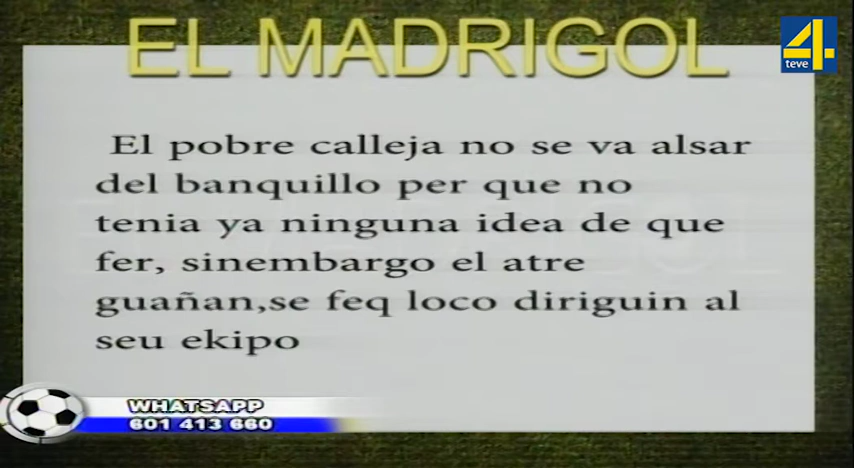 EL MADRIGOL
4
teve
El pobre calleja no se va alsar
del banquillo per que no
tenia ya ninguna idea de que
fer, sinembargo el atre
guañan,se feq loco diriguin al
seu ekipo
WHATSAPP
601 413 660